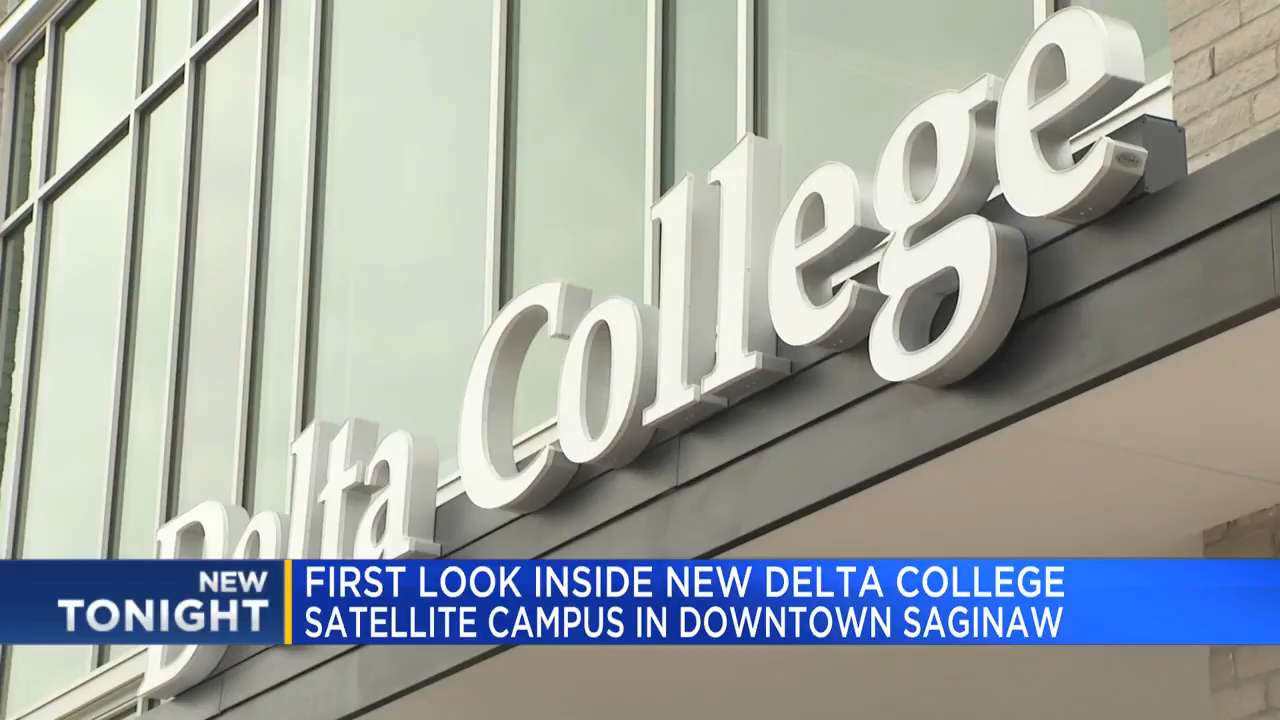 Delta College
NEW
TONIGHT
FIRST LOOK INSIDE NEW DELTA COLLEGE
SATELLITE CAMPUS IN DOWNTOWN SAGINAW